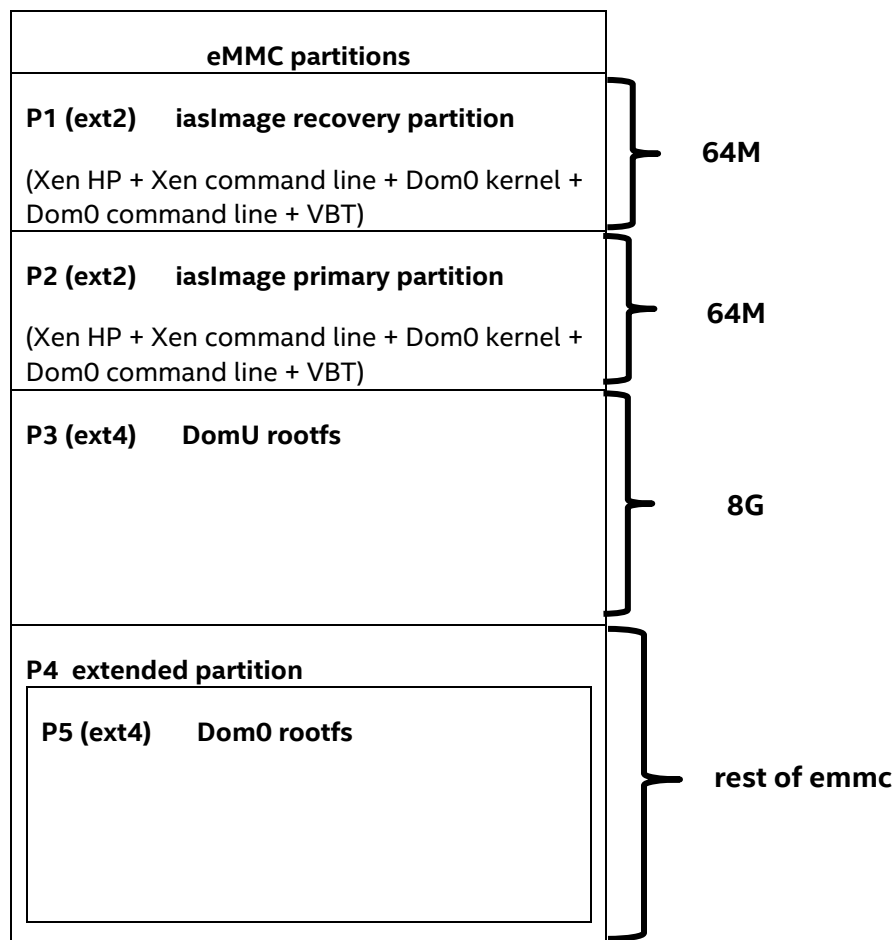 eMMC partitions
P1 (ext2) iasImage recovery partition
64M
(Xen HP + Xen command line + Dom0 kernel +
Dom0 command line + VBT)
P2 (ext2) iasImage primary partition
64M
(Xen HP + Xen command line + Dom0 kernel +
Dom0 command line + VBT)
P3 (ext4) DomU rootfs
8G
P4 extended partition
P5 (ext4) Dom0 rootfs
rest of emmc